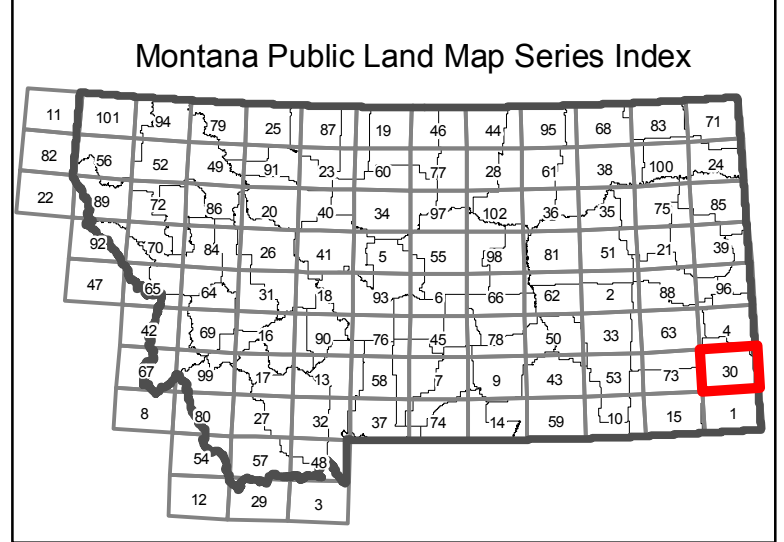 Montana Public Land Map Series Index
11 101 94 79 25 87 19 46 44 95 68 83 71
82 56 52 49 91 23 60 77 28 61 38 100 24
22 89 72 86 20 40 34 97 102 36 35 75 85
92 70 84 26 41 5 55 98 81 51 21 39
47 65 64 31 18 93 6 66 62 2 88 96
42 69 16 90 76 45 78 50 33 63 4
67 99 17 13 58 7 9 43 53 73 30
8 80 27 32 37 74 14 59 10 15 1
54 57 48
12 29 3